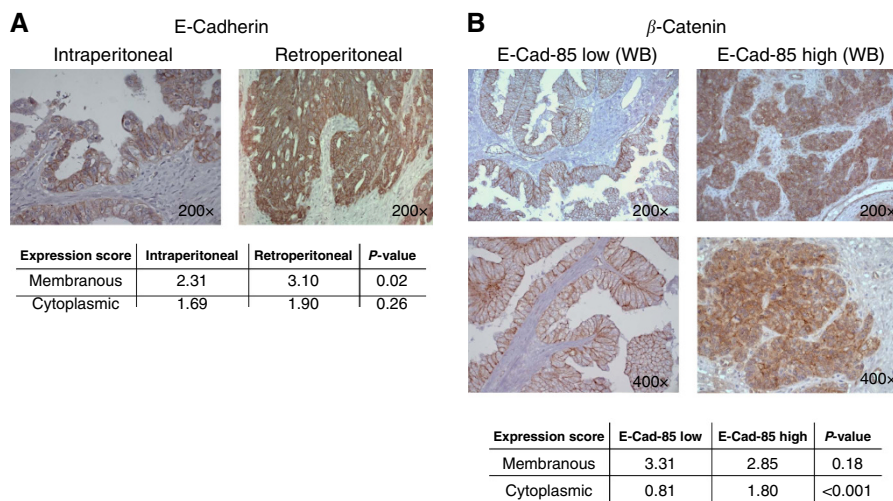 A
E-Cadherin
Intraperitoneal Retroperitoneal
200× 200×
Expression score Intraperitoneal Retroperitoneal P-value
Membranous 2.31 3.10 0.02
Cytoplasmic 1.69 1.90 0.26
B
β-Catenin
E-Cad-85 low (WB) E-Cad-85 high (WB)
200× 200×
400× 400×
Expression score E-Cad-85 low E-Cad-85 high P-value
Membranous 3.31 2.85 0.18
Cytoplasmic 0.81 1.80 <0.001